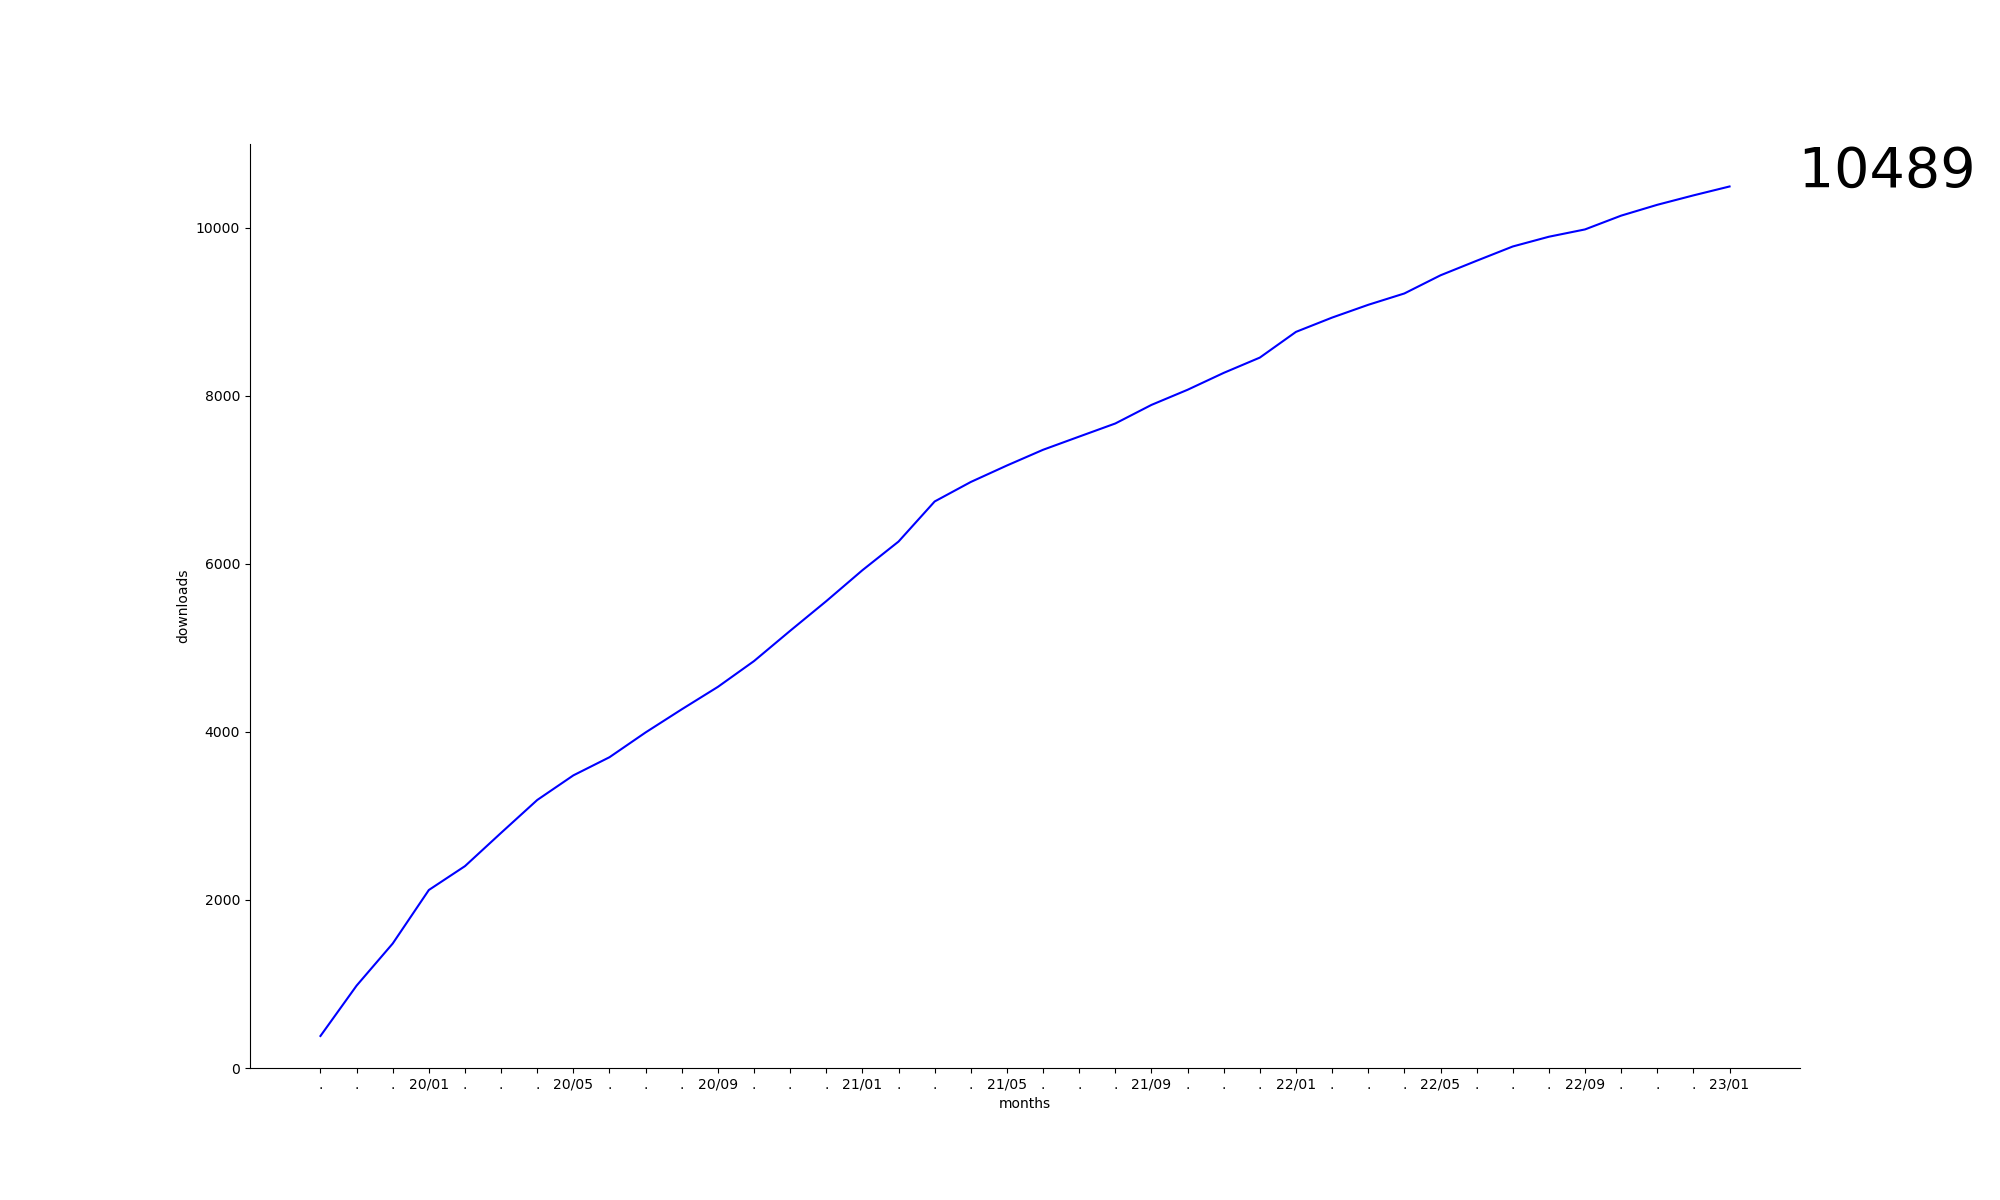 10489
10000
8000
6000
downloads
4000
2000
0
. . . 20/01 . . . 20/05 . . . 20/09 . . . 21/01 . . . 21/05 . . . 21/09 . . . 22/01 . . . 22/05 . . . 22/09 . . . 23/01
months